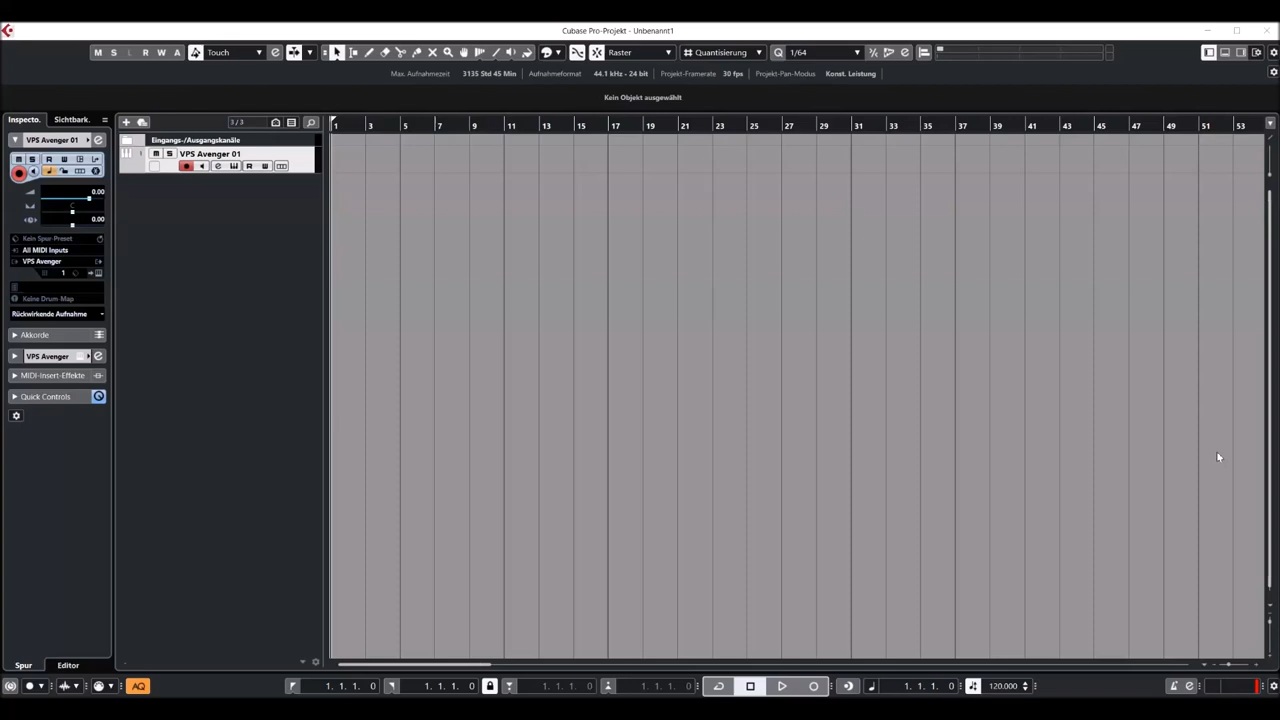 Cubase Pro-Projekt - Unbenannt1
M S L R W A Touch Raster Quantisierung Q 1/64
Max. Aufnahmezeit 3135 Std 45 Min Aufnahmeformat 44.1 kHz - 24 bit Projekt-Framerate 30 fps Projekt-Pan-Modus Konst. Leistung
Kein Objekt ausgewählt
Inspecto. Sichtbark. 3/3 1 3 5 7 9 11 13 15 17 19 21 23 25 27 29 31 33 35 37 39 41 43 45 47 49 51 53
VPS Avenger 01
Eingangs-/Ausgangskanäle
1 m S VPS Avenger 01
m S R
R
0.00
C
0.00
Kein Spur-Preset
All MIDI Inputs
VPS Avenger
1
Keine Drum-Map
Rückwirkende Aufnahme
Akkorde
VPS Avenger
MIDI-Insert-Effekte
Quick Controls
Spur Editor
AQ 1. 1. 1. 0 1. 1. 1. 0 1. 1. 1. 0 1. 1. 1. 0 1. 1. 1. 0 120.000